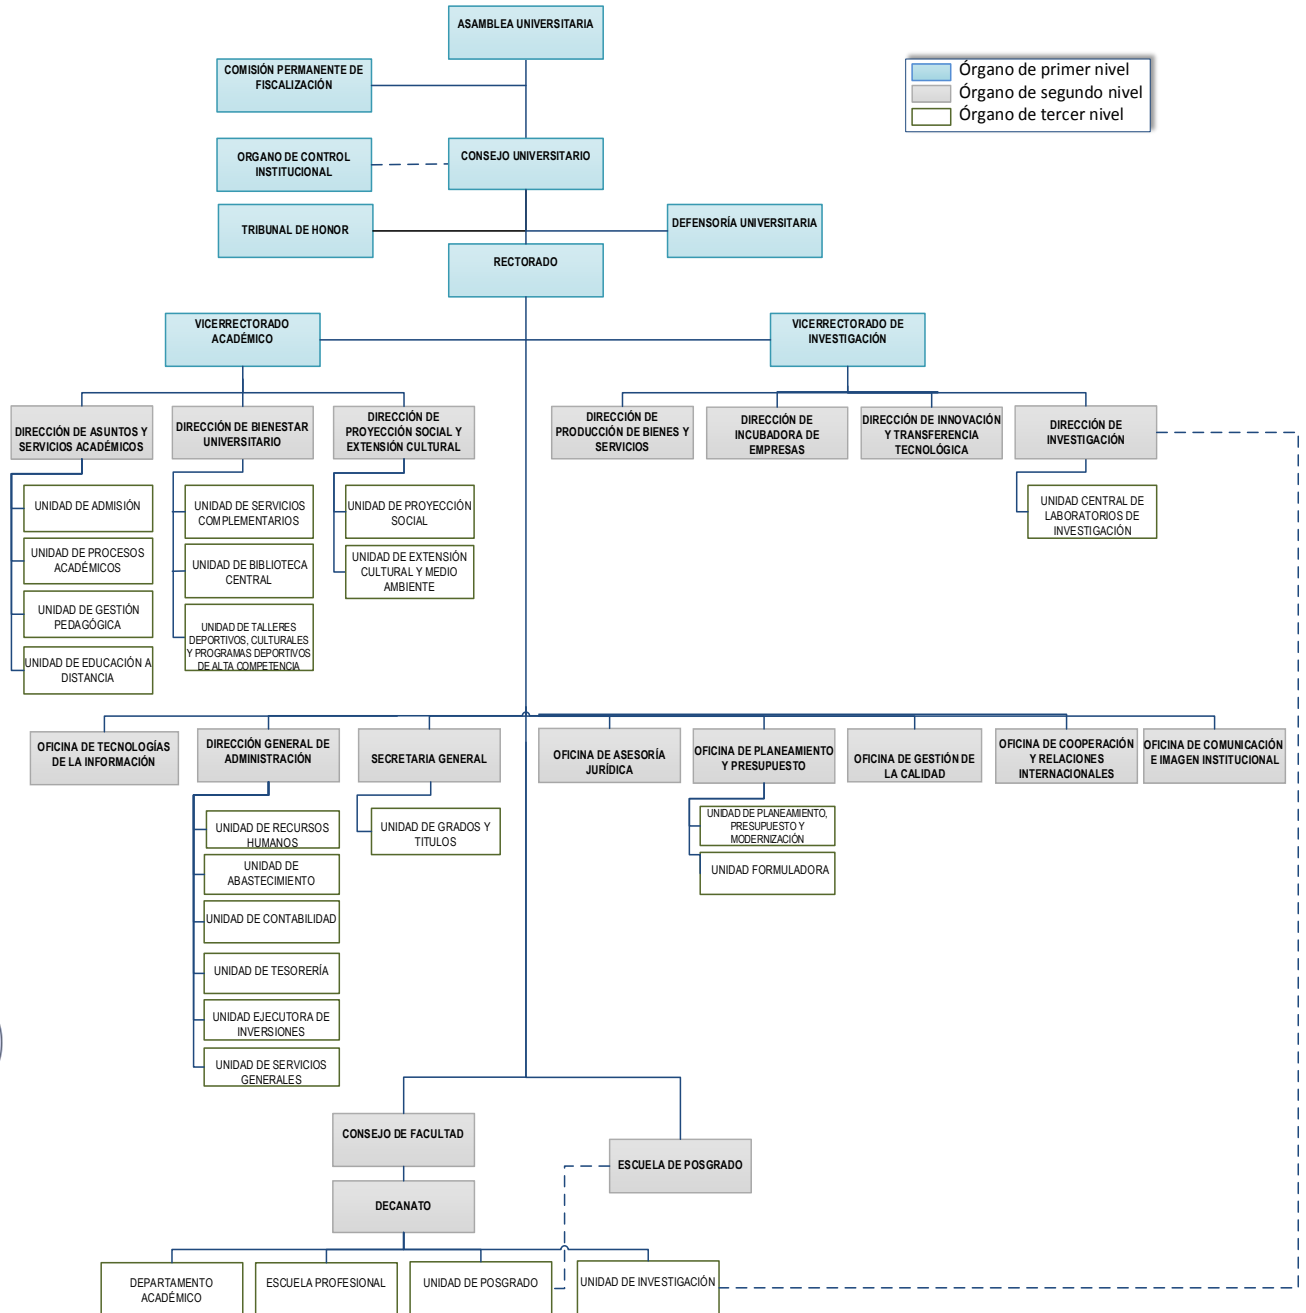 ASAMBLEA UNIVERSITARIA
COMISIÓN PERMANENTE DE
FISCALIZACIÓN
Órgano de primer nivel
Órgano de segundo nivel
Órgano de tercer nivel
ORGANO DE CONTROL
INSTITUCIONAL
CONSEJO UNIVERSITARIO
TRIBUNAL DE HONOR
DEFENSORÍA UNIVERSITARIA
RECTORADO
VICERRECTORADO
ACADÉMICO
VICERRECTORADO DE
INVESTIGACIÓN
DIRECCIÓN DE ASUNTOS Y
SERVICIOS ACADÉMICOS
DIRECCIÓN DE BIENESTAR
UNIVERSITARIO
DIRECCIÓN DE
PROYECCIÓN SOCIAL Y
EXTENSIÓN CULTURAL
DIRECCIÓN DE
PRODUCCIÓN DE BIENES Y
SERVICIOS
DIRECCIÓN DE
INCUBADORA DE
EMPRESAS
DIRECCIÓN DE INNOVACIÓN
Y TRANSFERENCIA
TECNOLÓGICA
DIRECCIÓN DE
INVESTIGACIÓN
UNIDAD DE ADMISIÓN
UNIDAD DE PROCESOS
ACADÉMICOS
UNIDAD DE GESTIÓN
PEDAGÓGICA
UNIDAD DE EDUCACIÓN A
DISTANCIA
UNIDAD DE SERVICIOS
COMPLEMENTARIOS
UNIDAD DE BIBLIOTECA
CENTRAL
UNIDAD DE TALLERES
DEPORTIVOS, CULTURALES
Y PROGRAMAS DEPORTIVOS
DE ALTA COMPETENCIA
UNIDAD DE PROYECCIÓN
SOCIAL
UNIDAD DE EXTENSIÓN
CULTURAL Y MEDIO
AMBIENTE
UNIDAD CENTRAL DE
LABORATORIOS DE
INVESTIGACIÓN
OFICINA DE TECNOLOGÍAS
DE LA INFORMACIÓN
DIRECCIÓN GENERAL DE
ADMINISTRACIÓN
SECRETARIA GENERAL
OFICINA DE ASESORÍA
JURÍDICA
OFICINA DE PLANEAMIENTO
Y PRESUPUESTO
OFICINA DE GESTIÓN DE
LA CALIDAD
OFICINA DE COOPERACIÓN
Y RELACIONES
INTERNACIONALES
OFICINA DE COMUNICACIÓN
E IMAGEN INSTITUCIONAL
UNIDAD DE RECURSOS
HUMANOS
UNIDAD DE
ABASTECIMIENTO
UNIDAD DE CONTABILIDAD
UNIDAD DE TESORERÍA
UNIDAD EJECUTORA DE
INVERSIONES
UNIDAD DE SERVICIOS
GENERALES
UNIDAD DE GRADOS Y
TITULOS
UNIDAD DE PLANEAMIENTO,
PRESUPUESTO Y
MODERNIZACIÓN
UNIDAD FORMULADORA
CONSEJO DE FACULTAD
ESCUELA DE POSGRADO
DECANATO
DEPARTAMENTO
ACADÉMICO
ESCUELA PROFESIONAL
UNIDAD DE POSGRADO
UNIDAD DE INVESTIGACIÓN